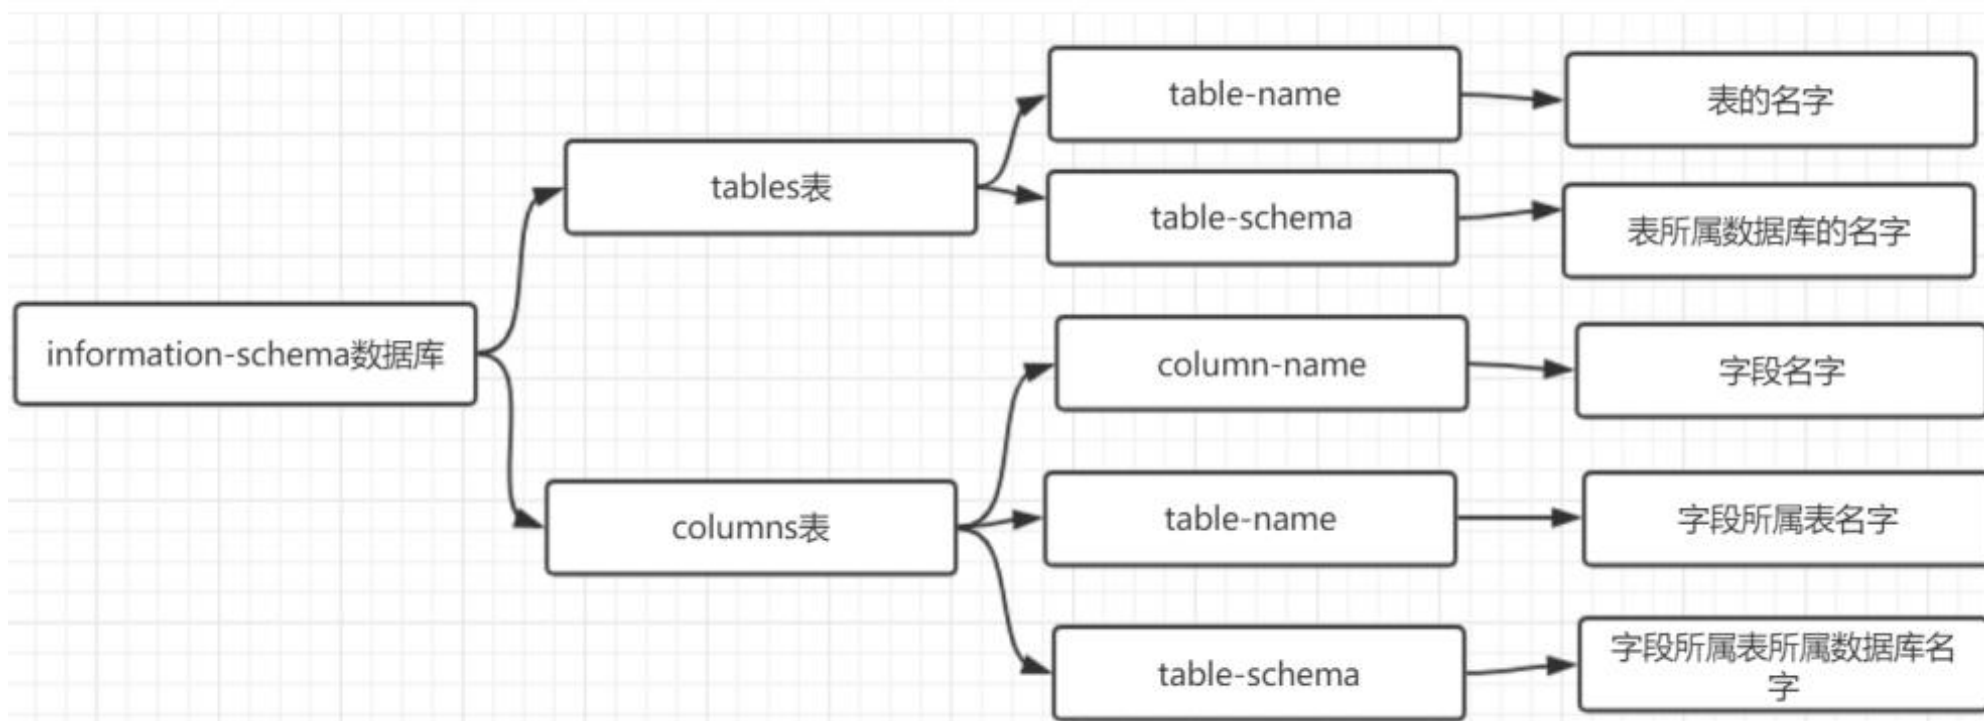 information-schema数据库
tables表
table-name
表的名字
table-schema
表所属数据库的名字
columns表
column-name
字段名字
table-name
字段所属表名字
table-schema
字段所属表所属数据库名
字